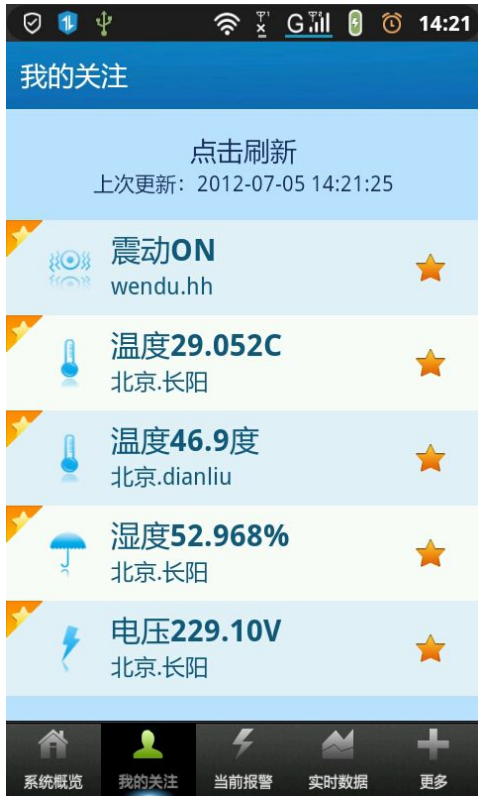 G 14:21
我的关注
点击刷新
上次更新：2012-07-05 14:21:25
震动ON
wendu.hh
温度29.052C
北京.长阳
温度46.9度
北京.dianliu
湿度52.968%
北京.长阳
电压229.10V
北京.长阳
系统概览 我的关注 当前报警 实时数据 更多